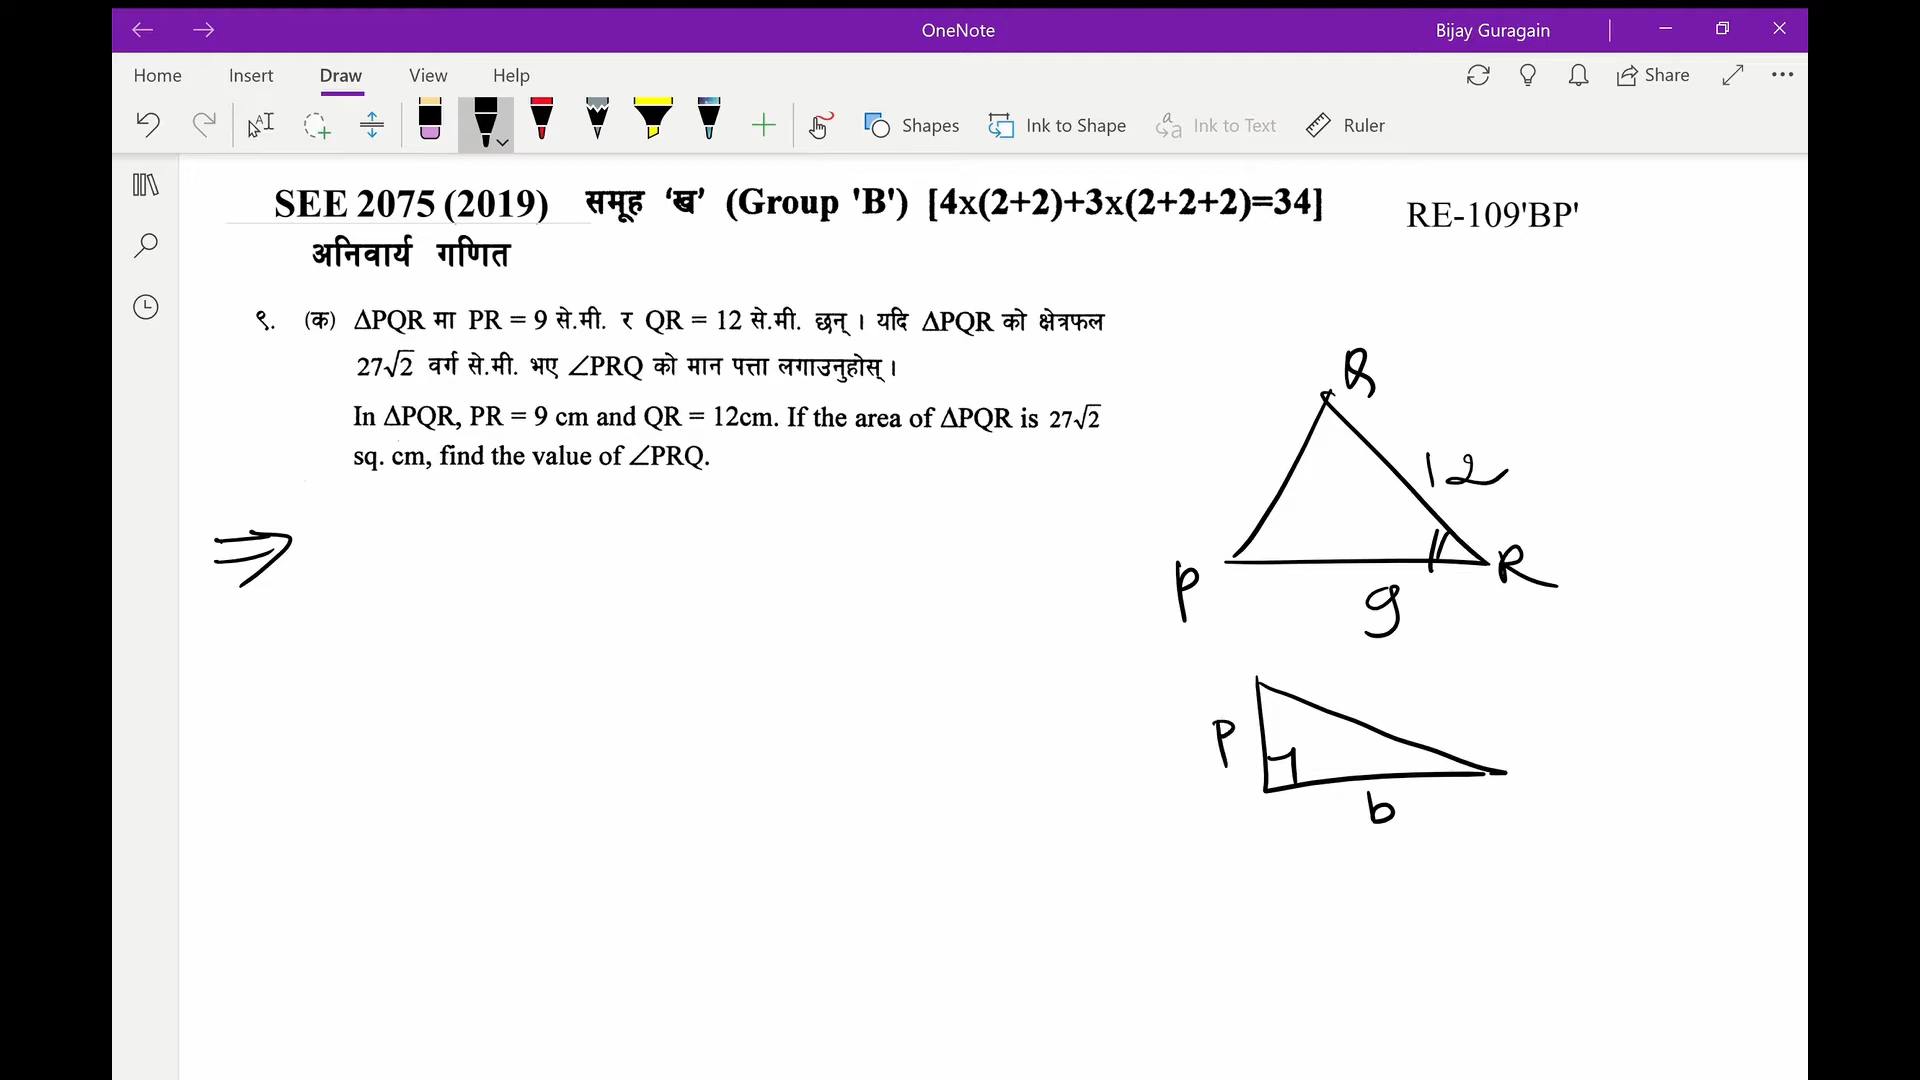 OneNote
Bijay Guragain
Home Insert Draw View Help
Share
Shapes Ink to Shape Ink to Text Ruler
SEE 2075 (2019) समूह ‘ख’ (Group 'B') [4x(2+2)+3x(2+2+2)=34]
RE-109'BP'
अनिवार्य गणित
९. (क) ΔPQR मा PR = 9 से.मी. र QR = 12 से.मी. छन् । यदि ΔPQR को क्षेत्रफल
27√2 वर्ग से.मी. भए ∠PRQ को मान पत्ता लगाउनुहोस् ।
In ΔPQR, PR = 9 cm and QR = 12cm. If the area of ΔPQR is 27√2
sq. cm, find the value of ∠PRQ.
Q
12
P
R
9
P
b